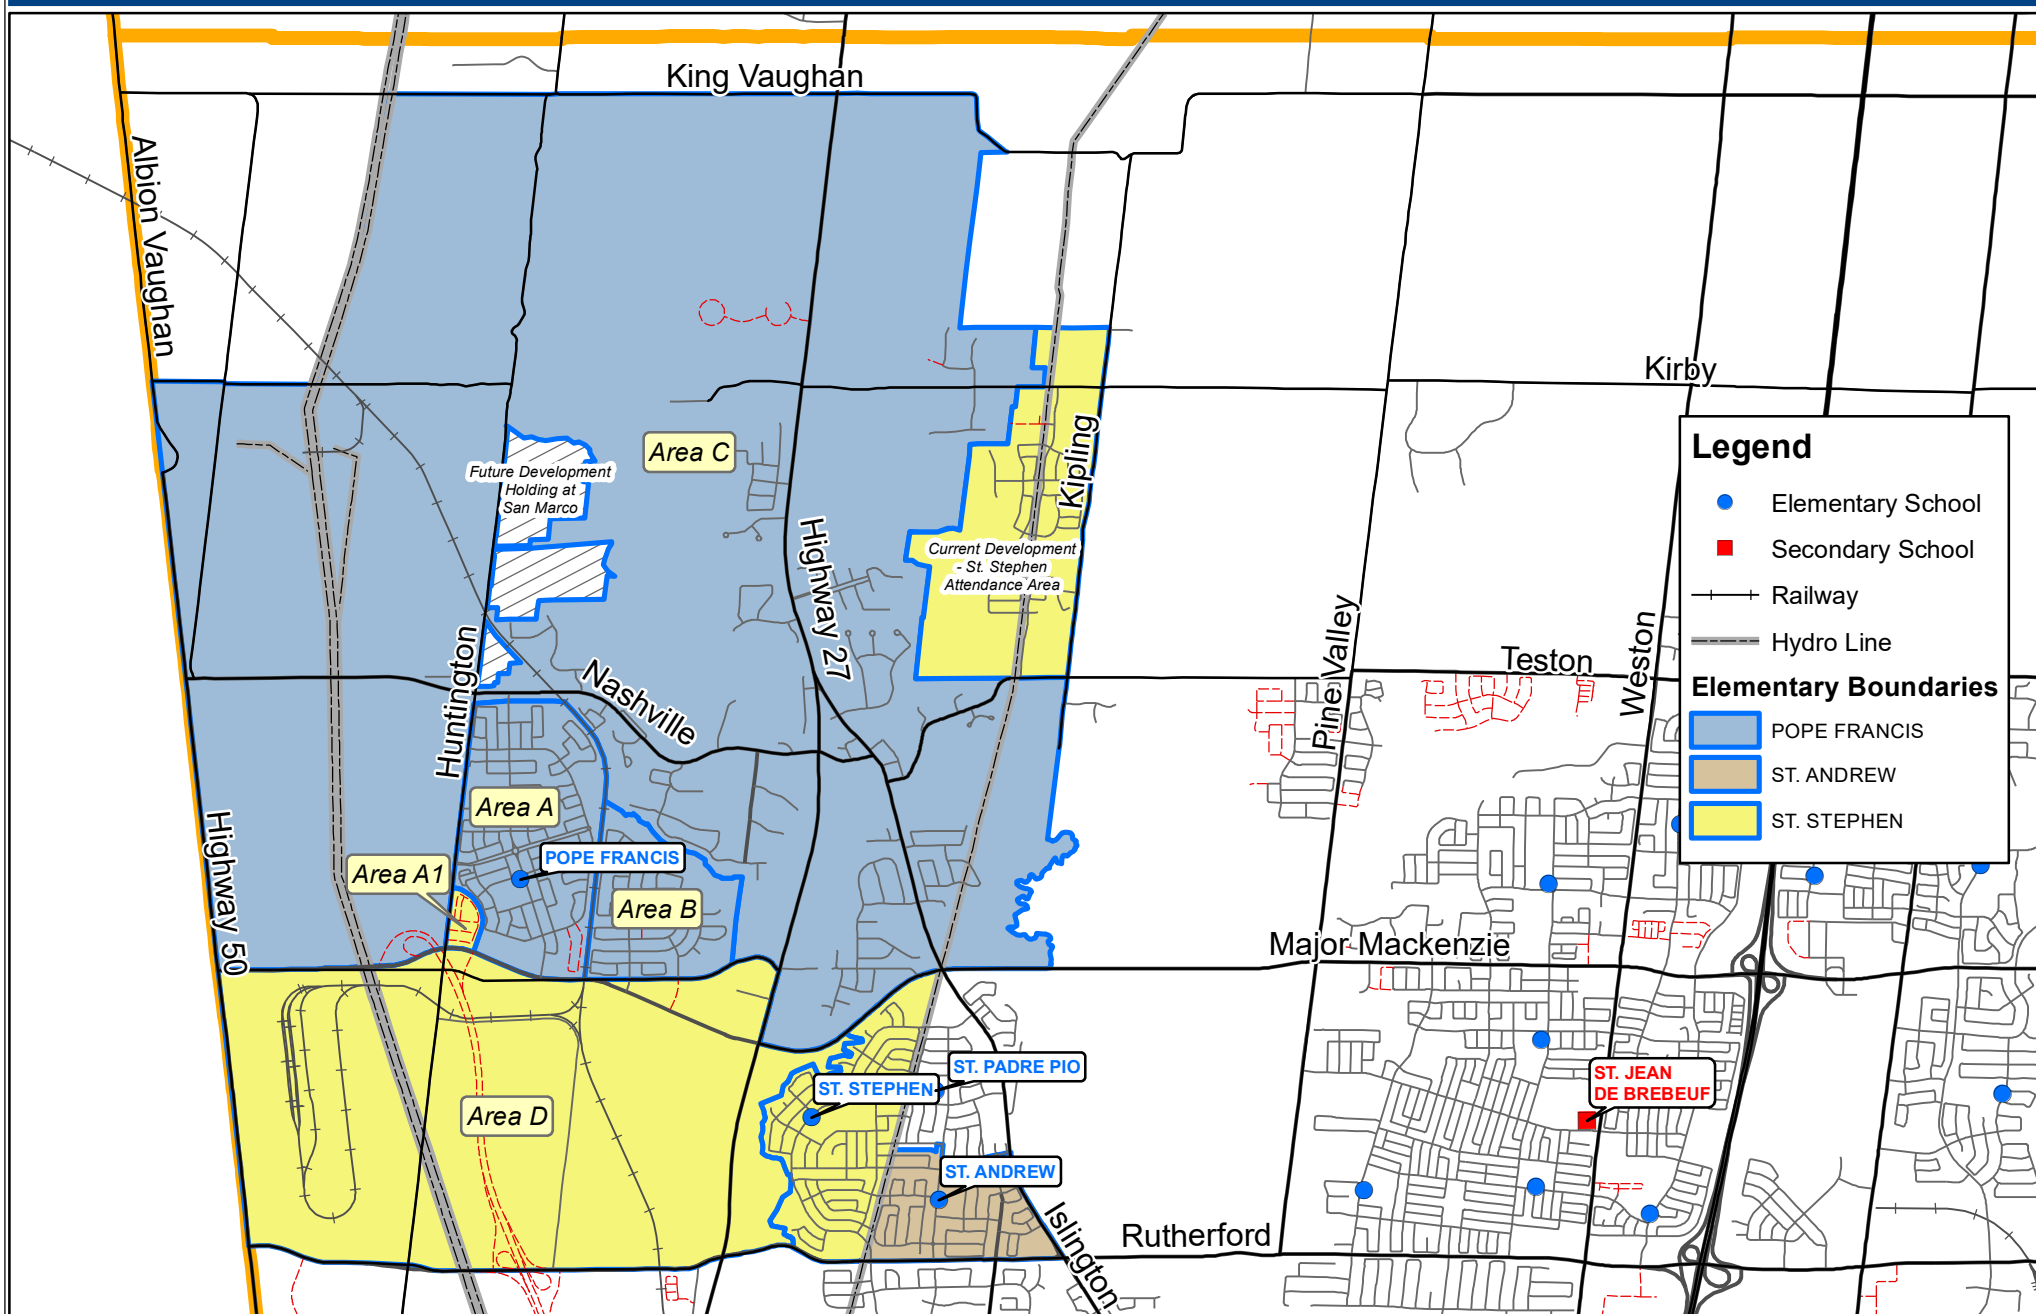 King Vaughan
Albion Vaughan
Kirby
Area C
Future Development
Holding at
San Marco
Kipling
Current Development
- St. Stephen
Attendance Area
Highway 27
Huntington
Nashville
Pine Valley
Teston
Weston
Legend
Elementary School
Secondary School
Railway
Hydro Line
Elementary Boundaries
POPE FRANCIS
ST. ANDREW
ST. STEPHEN
Area A
POPE FRANCIS
Area A1
Area B
Highway 50
Major Mackenzie
ST. PADRE PIO
ST. STEPHEN
Area D
ST. JEAN
DE BREBEUF
ST. ANDREW
Islington
Rutherford